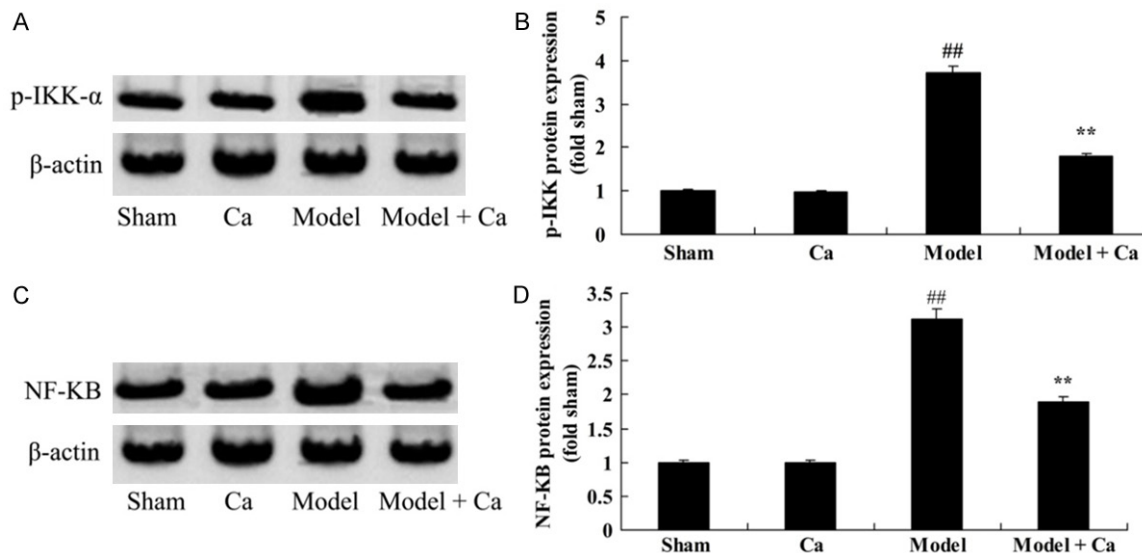 A
p-IKK-α
β-actin
Sham Ca Model Model + Ca
B
p-IKK protein expression
(fold sham)
5
4
3
2
1
0
##
**
Sham Ca Model Model + Ca
C
NF-KB
β-actin
Sham Ca Model Model + Ca
D
NF-KB protein expression
(fold sham)
3.5
3
2.5
2
1.5
1
0.5
0
##
**
Sham Ca Model Model + Ca